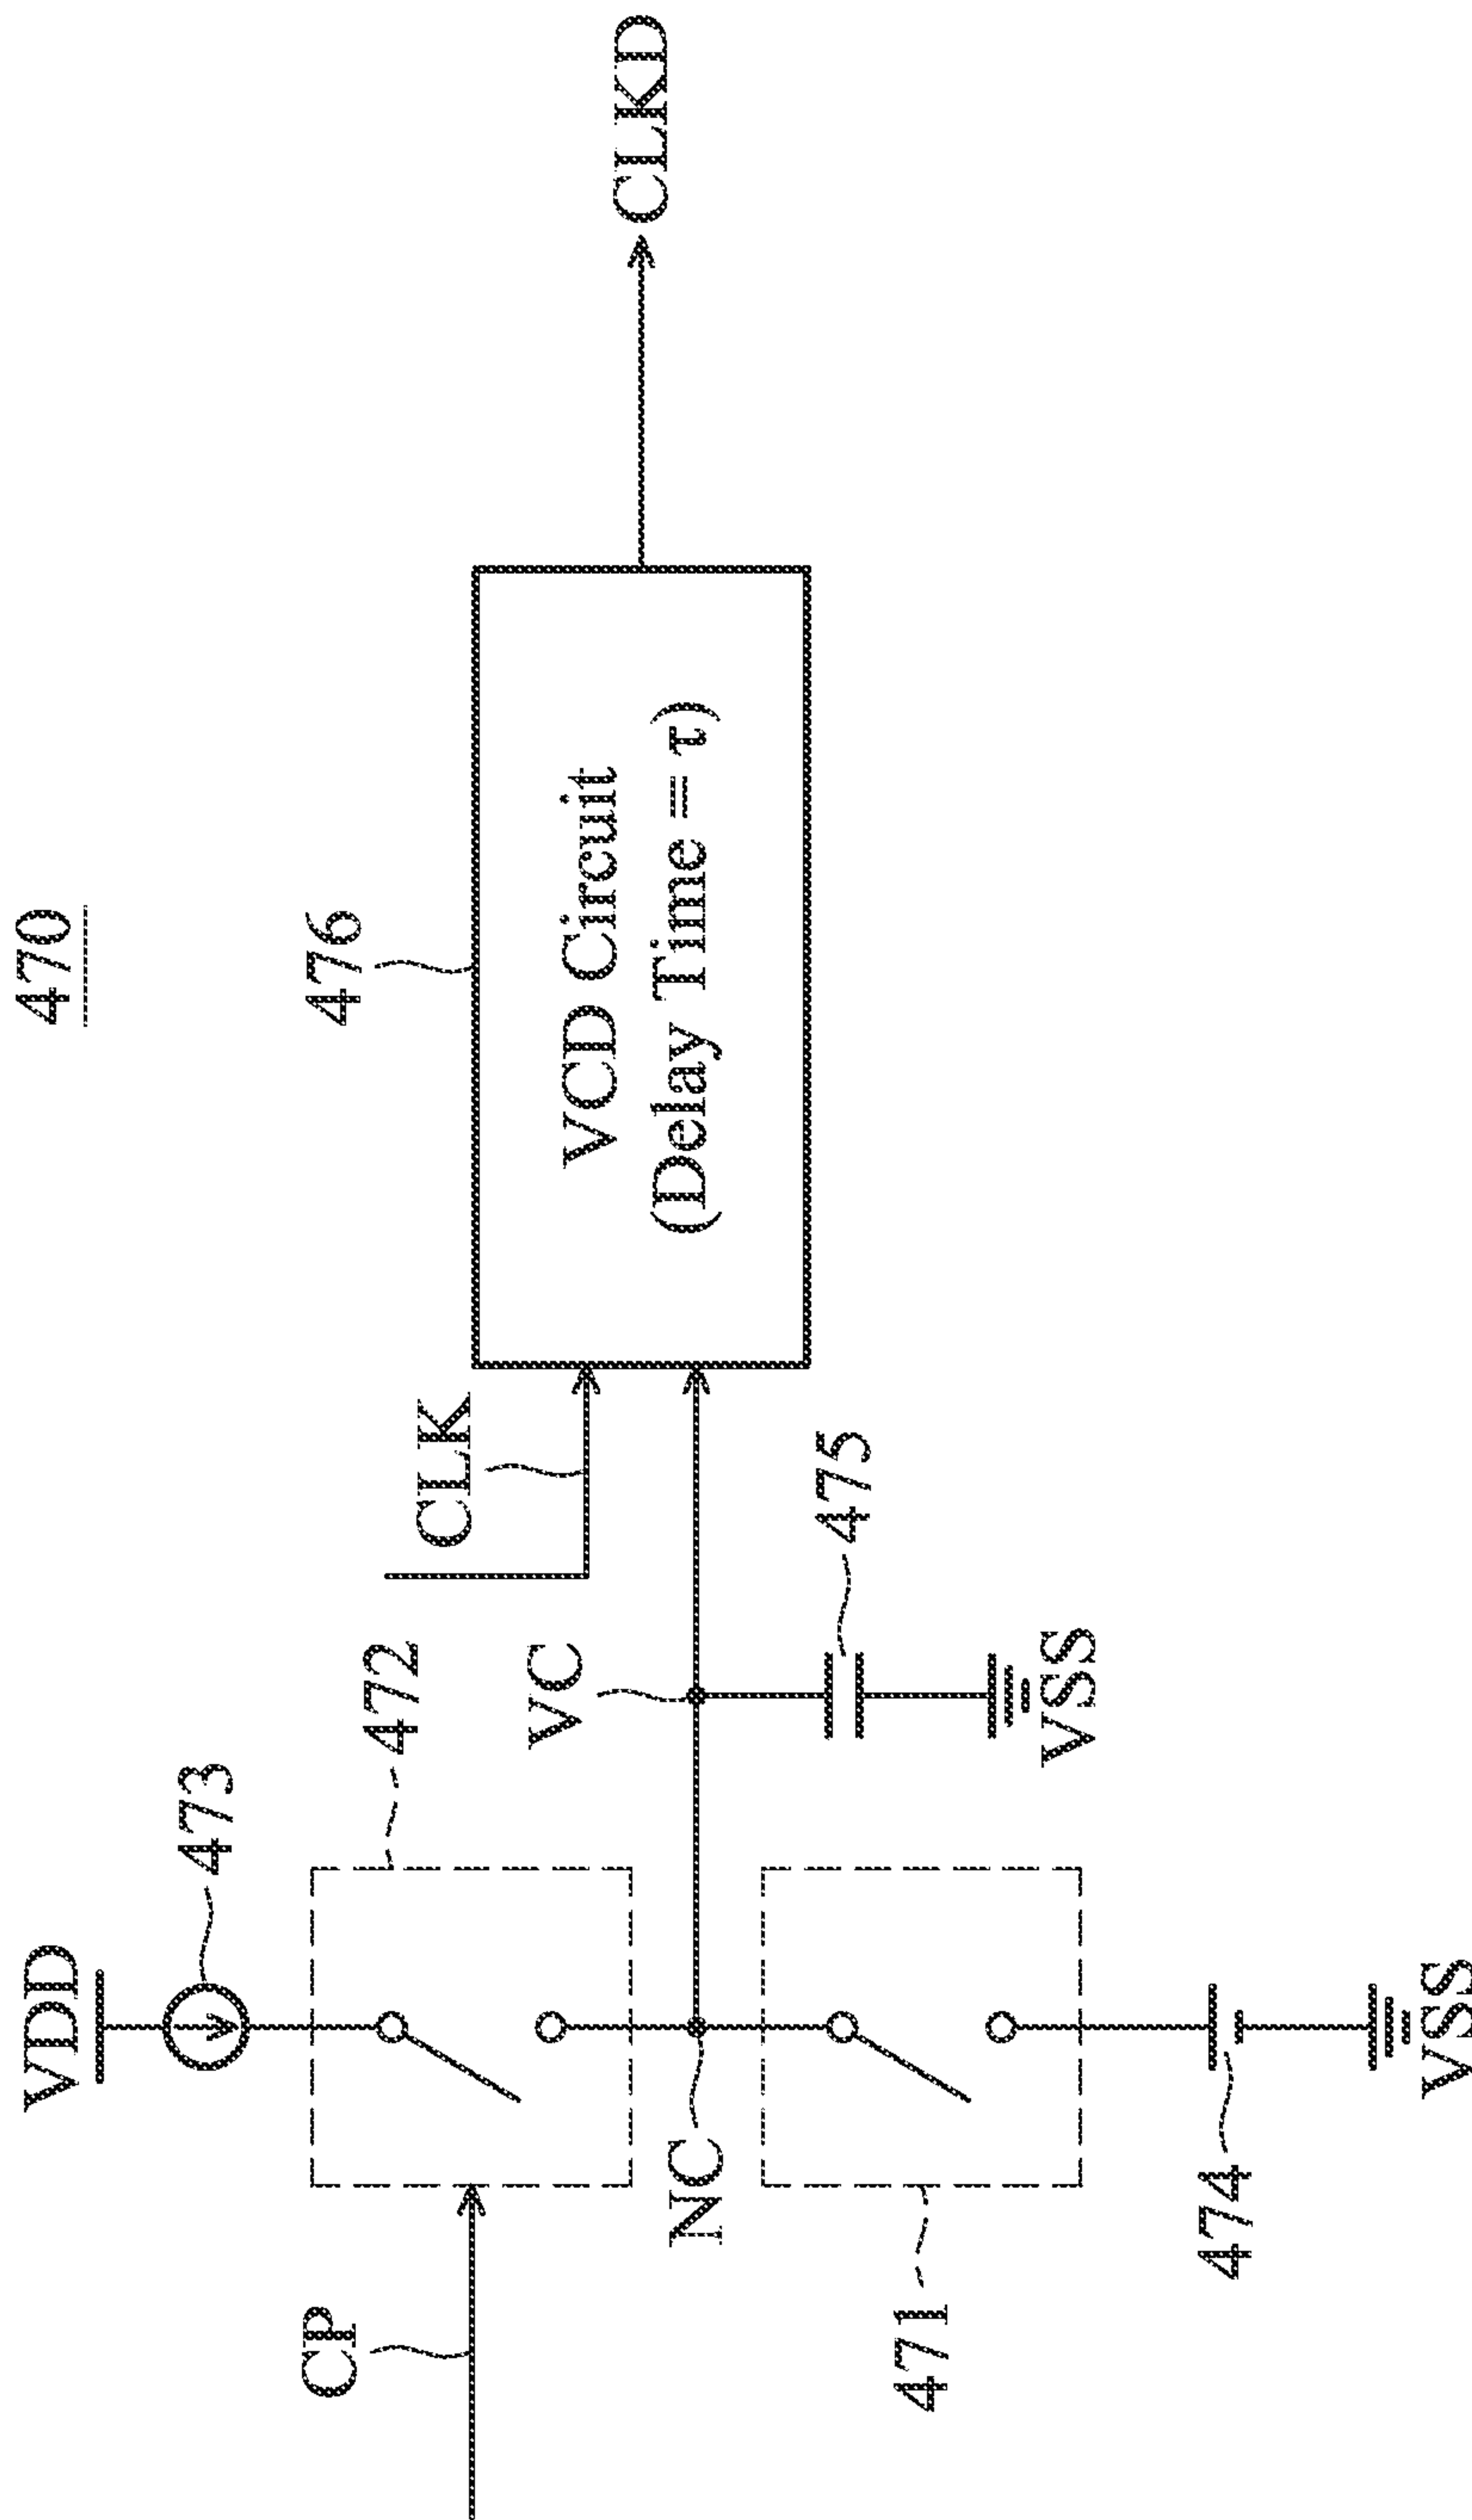 470
VDD
473
CP
472
CLK
476
VC
NC
VCD Circuit
(Delay Time = τ)
CLKD
471
475
VSS
474
VSS